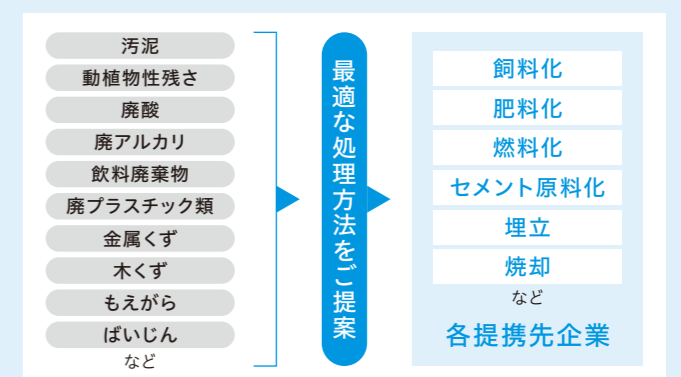 汚泥
動植物性残さ
廃酸
廃アルカリ
飲料廃棄物
廃プラスチック類
金属くず
木くず
もえがら
ばいじん
など
最適な処理方法をご提案
飼料化
肥料化
燃料化
セメント原料化
埋立
焼却
など
各提携先企業